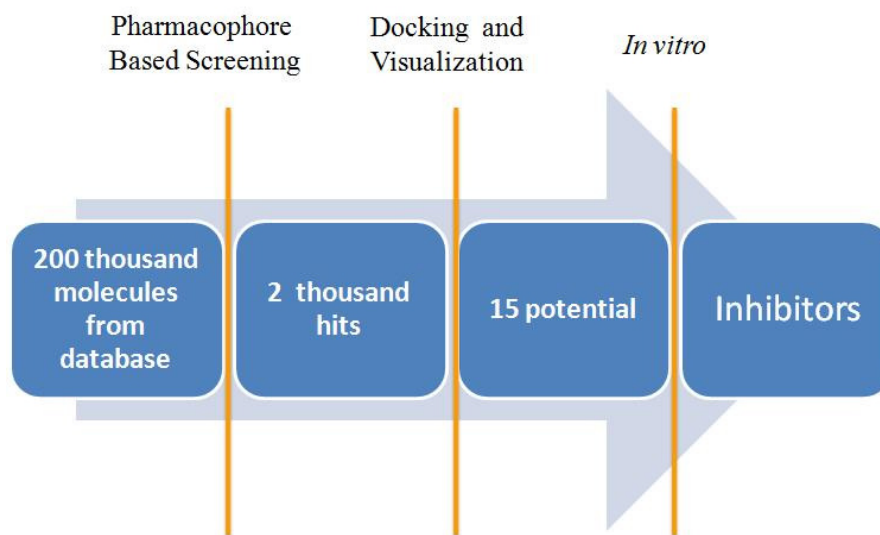 Pharmacophore
Based Screening
Docking and
Visualization
In vitro
200 thousand
molecules
from
database
2 thousand
hits
15 potential
Inhibitors